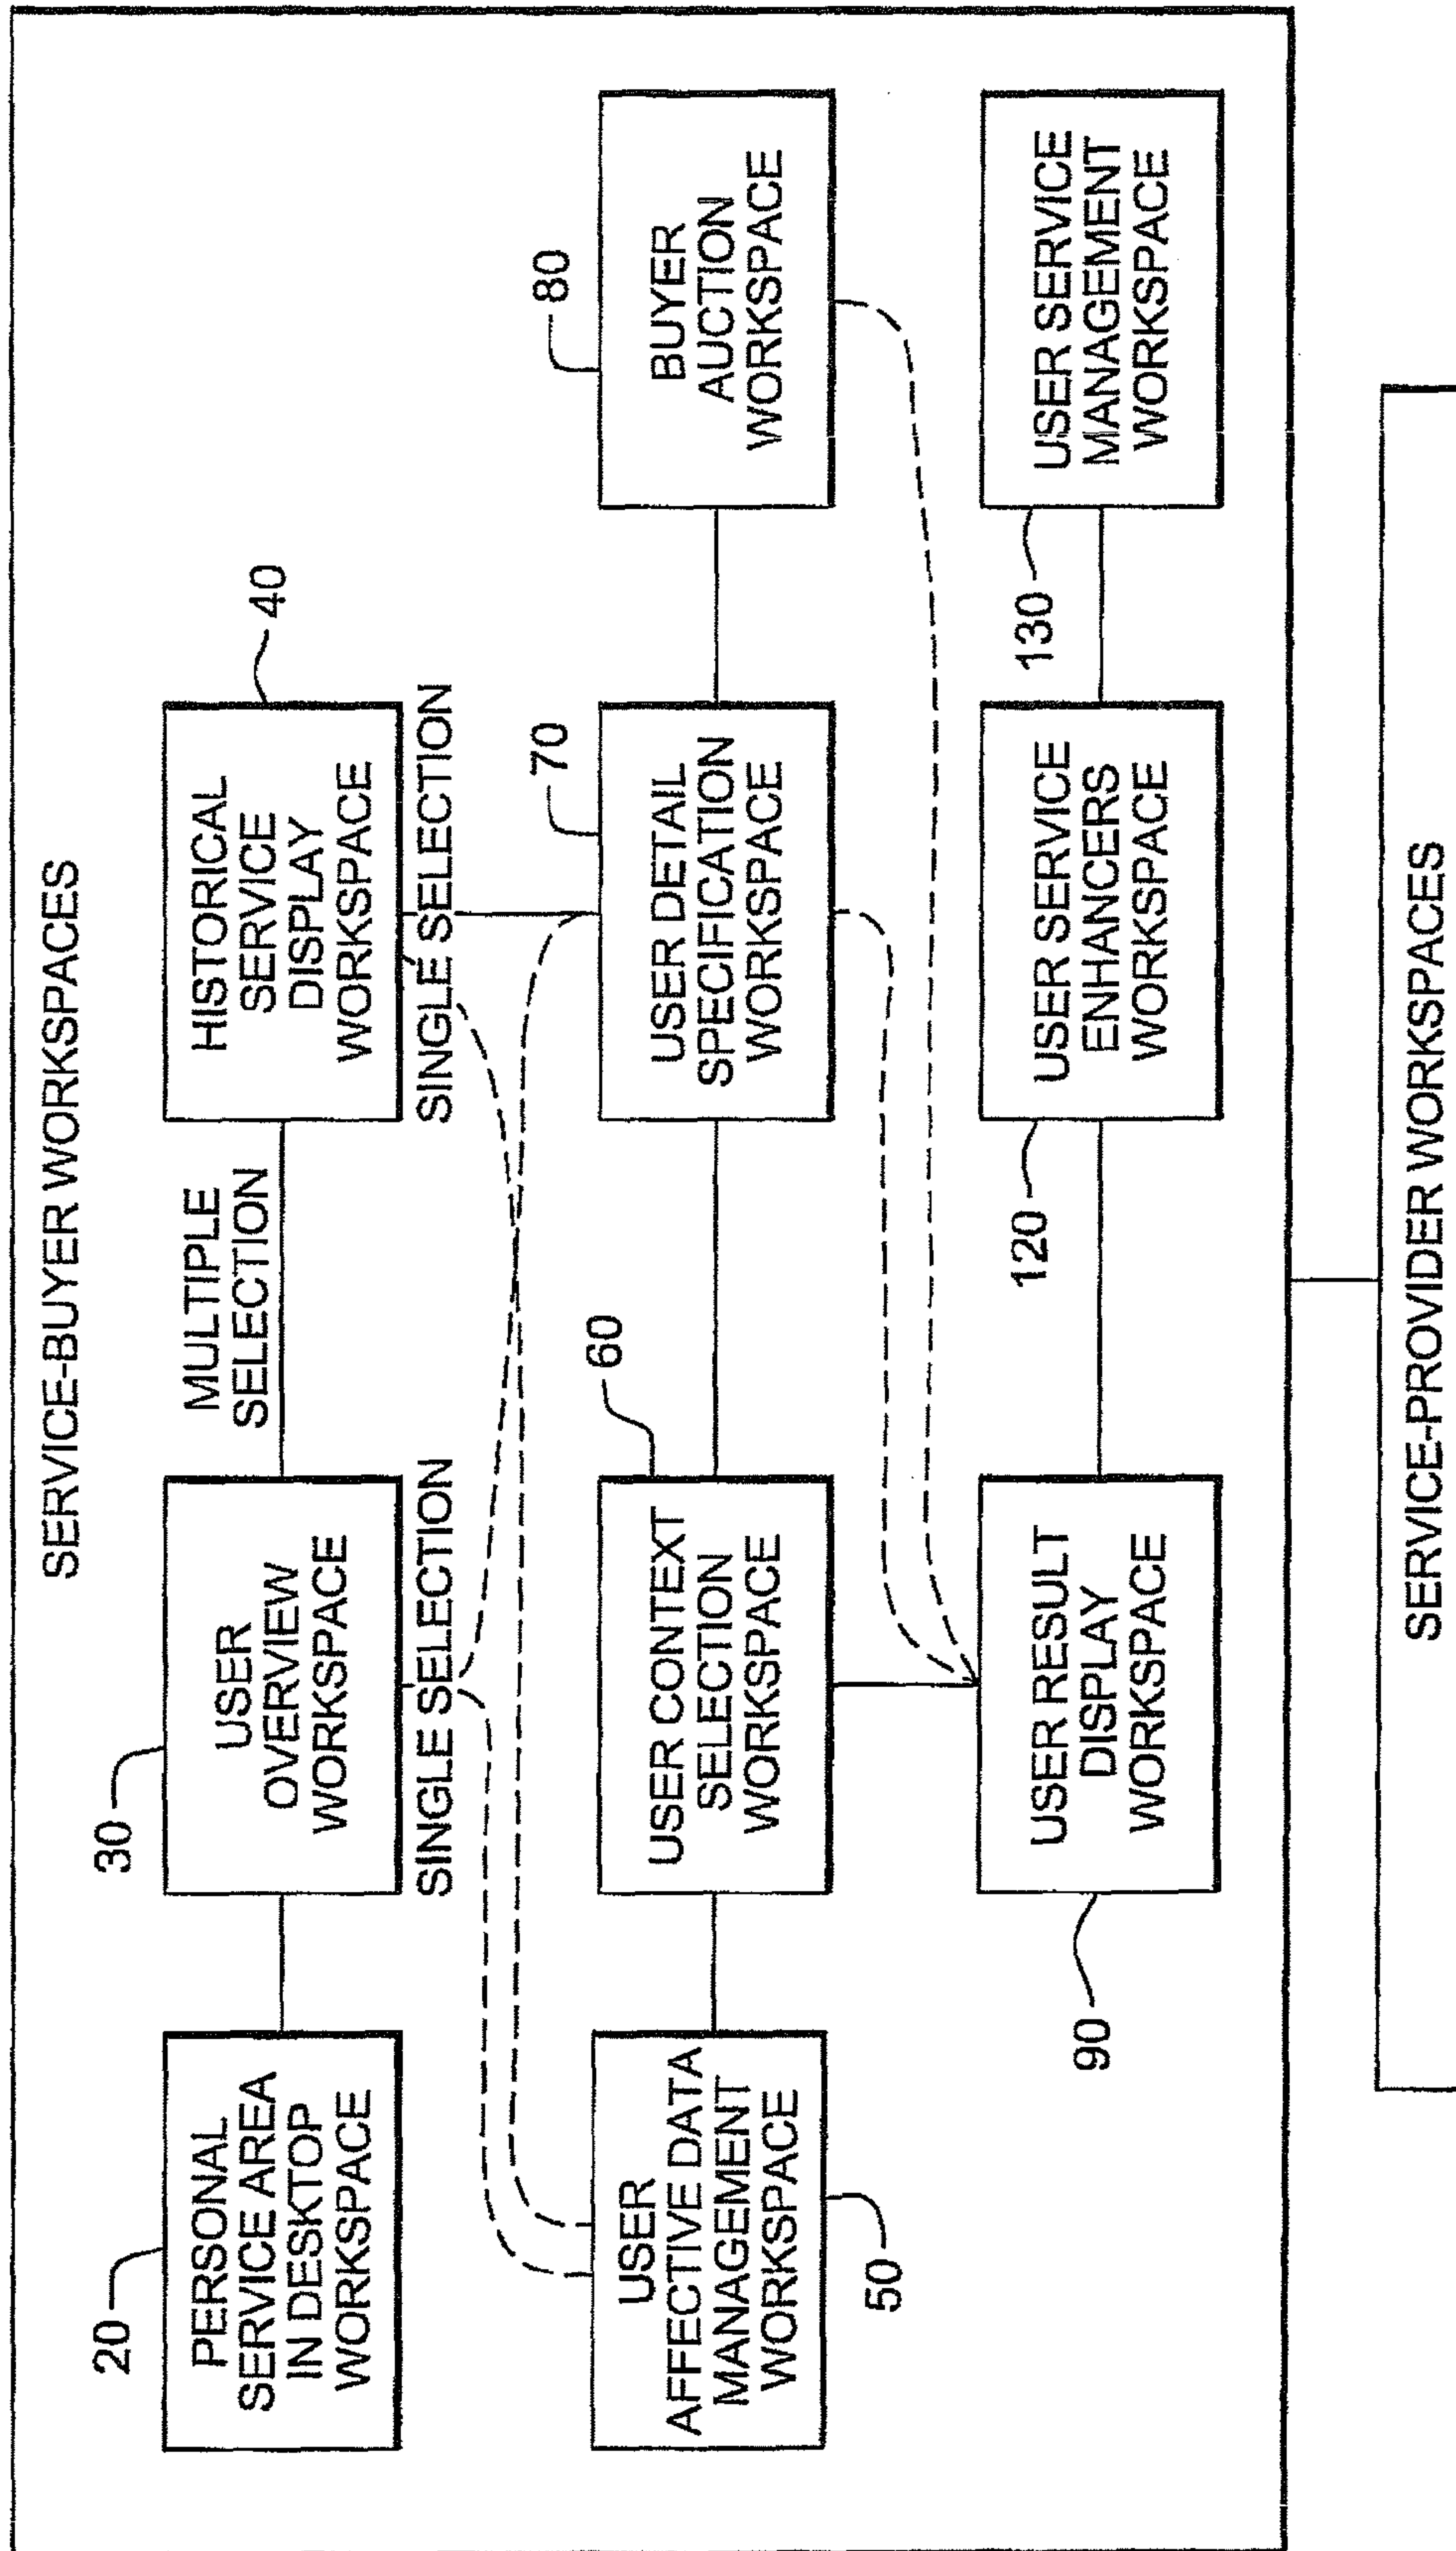 SERVICE-BUYER WORKSPACES
20
PERSONAL
SERVICE AREA
IN DESKTOP
WORKSPACE
30
USER
OVERVIEW
WORKSPACE
MULTIPLE
SELECTION
HISTORICAL
SERVICE
DISPLAY
WORKSPACE
40
SINGLE SELECTION
SINGLE SELECTION
USER
AFFECTIVE DATA
MANAGEMENT
WORKSPACE
50
60
USER CONTEXT
SELECTION
WORKSPACE
70
USER DETAIL
SPECIFICATION
WORKSPACE
80
BUYER
AUCTION
WORKSPACE
90
USER RESULT
DISPLAY
WORKSPACE
120
USER SERVICE
ENHANCERS
WORKSPACE
130
USER SERVICE
MANAGEMENT
WORKSPACE
SERVICE-PROVIDER WORKSPACES